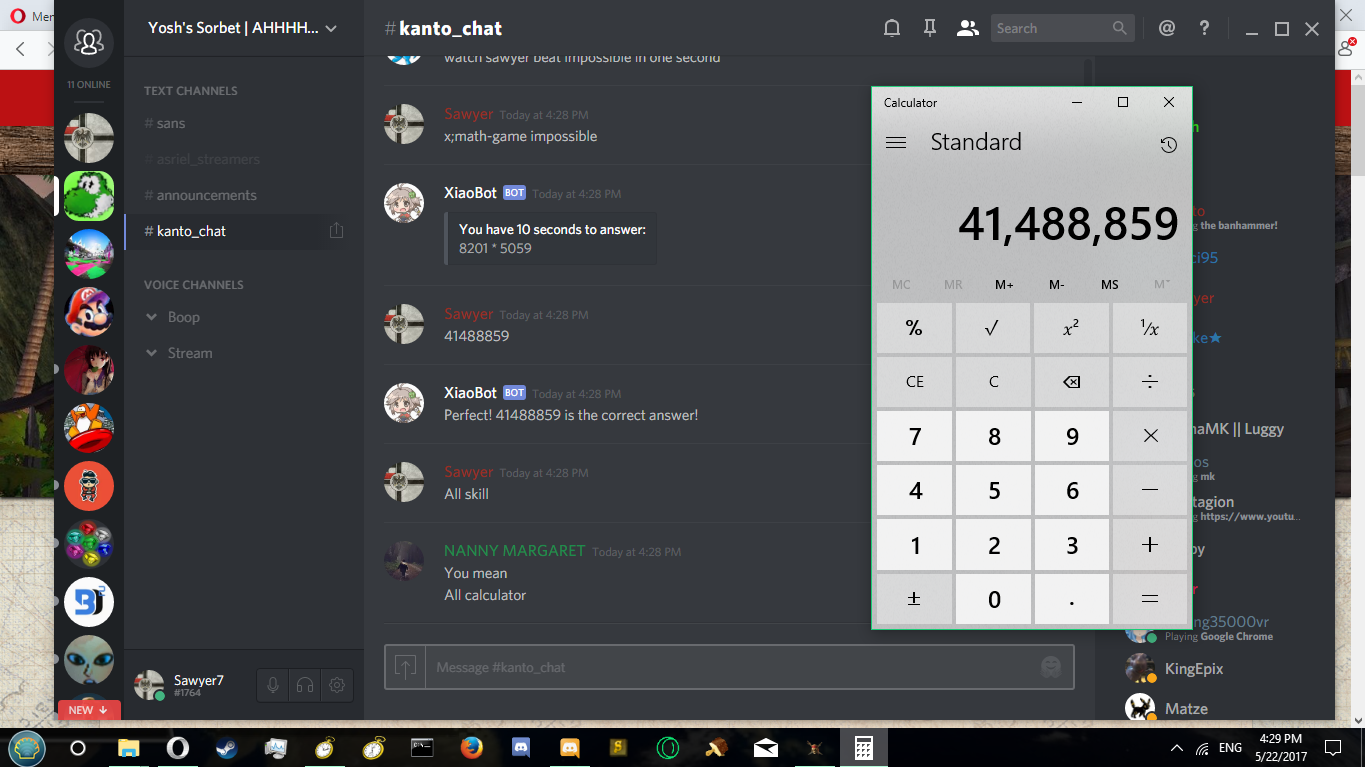 Mer
11 ONLINE
NEW ↓
Yosh's Sorbet | AHHHH...
TEXT CHANNELS
# sans
# asriel_streamers
# announcements
# kanto_chat
VOICE CHANNELS
Boop
Stream
Sawyer7
#1764
#kanto_chat
Search
@
?
watch sawyer beat impossible in one second
Sawyer Today at 4:28 PM
x;math-game impossible
XiaoBot BOT Today at 4:28 PM
You have 10 seconds to answer:
8201 * 5059
Sawyer Today at 4:28 PM
41488859
XiaoBot BOT Today at 4:28 PM
Perfect! 41488859 is the correct answer!
Sawyer Today at 4:28 PM
All skill
NANNY MARGARET Today at 4:28 PM
You mean
All calculator
Message #kanto_chat
Calculator
Standard
41,488,859
MC MR M+ M- MS M˅
% √ x² ¹/x
CE C ÷
7 8 9 ×
4 5 6 −
1 2 3 +
± 0 . =
the banhammer!
ci95
yer
ke★
naMK || Luggy
os
mk
tagion
https://www.youtu...
by
ng35000vr
Playing Google Chrome
KingEpix
Matze
ENG
4:29 PM
5/22/2017